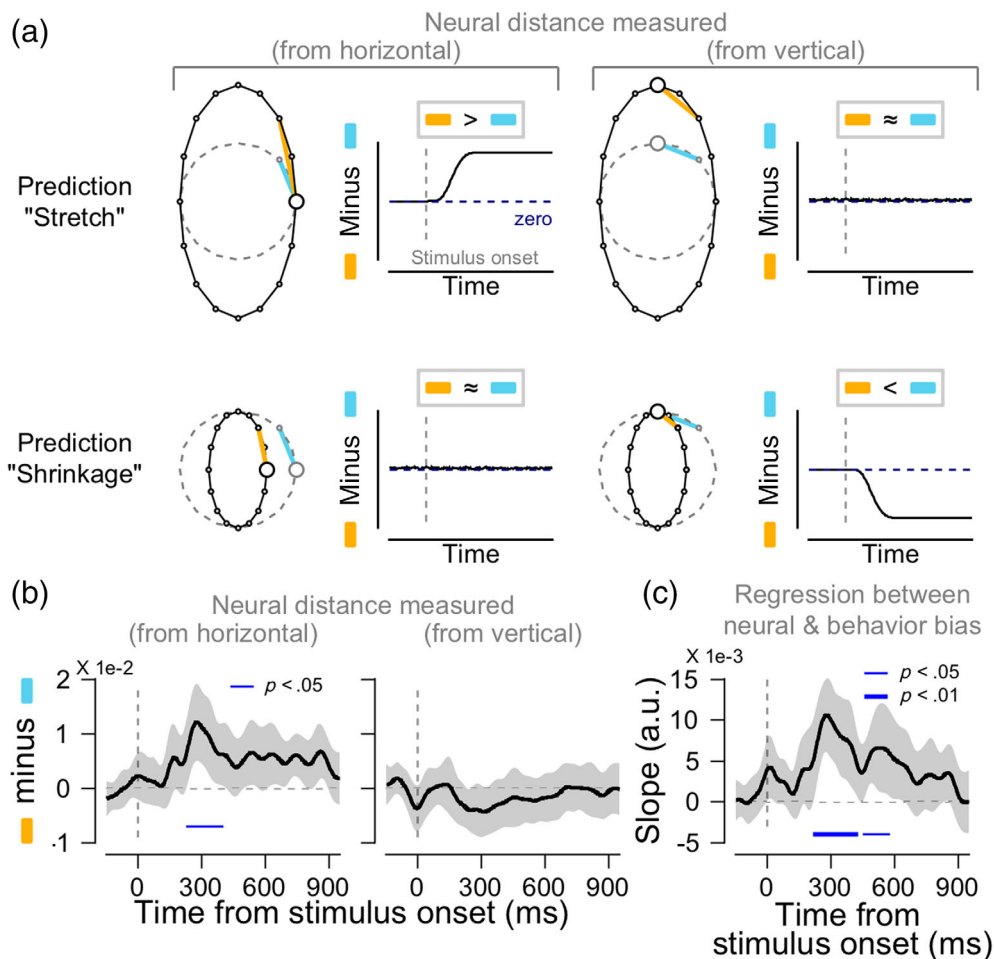 (a)
Neural distance measured
(from horizontal) (from vertical)
Prediction
"Stretch"
Minus
>
zero
Stimulus onset
Time
Minus
≈
Time
Prediction
"Shrinkage"
Minus
≈
Time
Minus
<
Time
(b)
Neural distance measured
(from horizontal) (from vertical)
X 1e-2
minus
2
1
0
-1
p < .05
0 300 600 900
0 300 600 900
Time from stimulus onset (ms)
(c)
Regression between
neural & behavior bias
X 1e-3
Slope (a.u.)
15
10
5
0
-5
p < .05
p < .01
0 300 600 900
Time from
stimulus onset (ms)